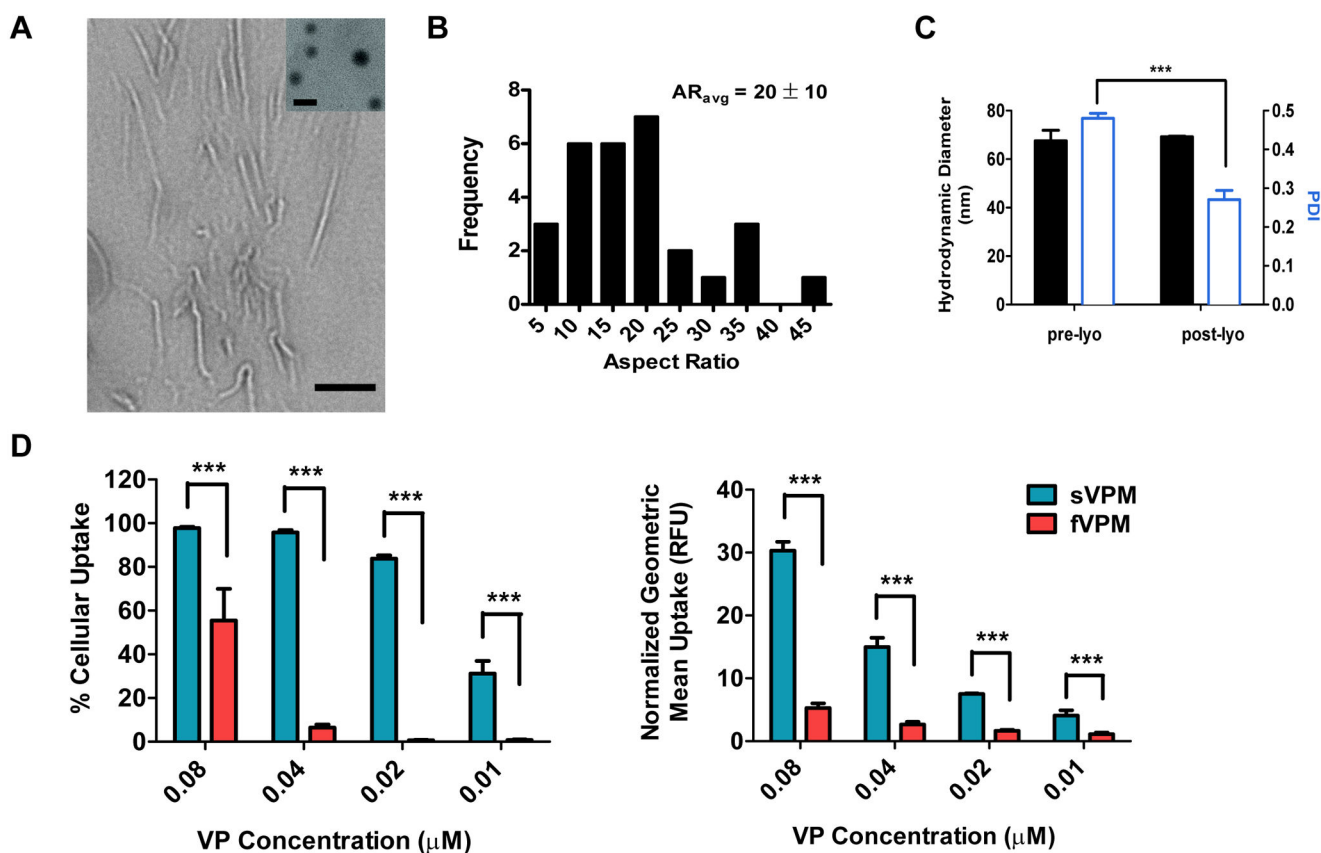 A
B
ARavg = 20 ± 10
Frequency
8
6
4
2
0
5 10 15 20 25 30 35 40 45
Aspect Ratio
C
***
Hydrodynamic Diameter
(nm)
80
60
40
20
0
PDI
0.5
0.4
0.3
0.2
0.1
0.0
pre-lyo post-lyo
D
% Cellular Uptake
120
100
80
60
40
20
0
*** *** *** ***
0.08 0.04 0.02 0.01
VP Concentration (μM)
Normalized Geometric
Mean Uptake (RFU)
40
30
20
10
0
*** *** *** ***
0.08 0.04 0.02 0.01
VP Concentration (μM)
sVPM
fVPM